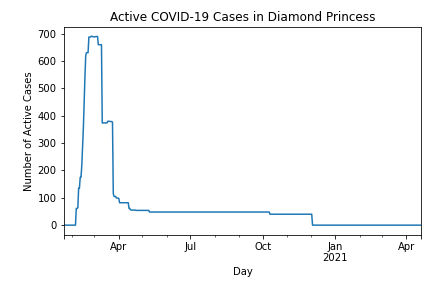 Active COVID-19 Cases in Diamond Princess
Number of Active Cases
700
600
500
400
300
200
100
0
Apr
Jul
Oct
Jan
2021
Apr
Day